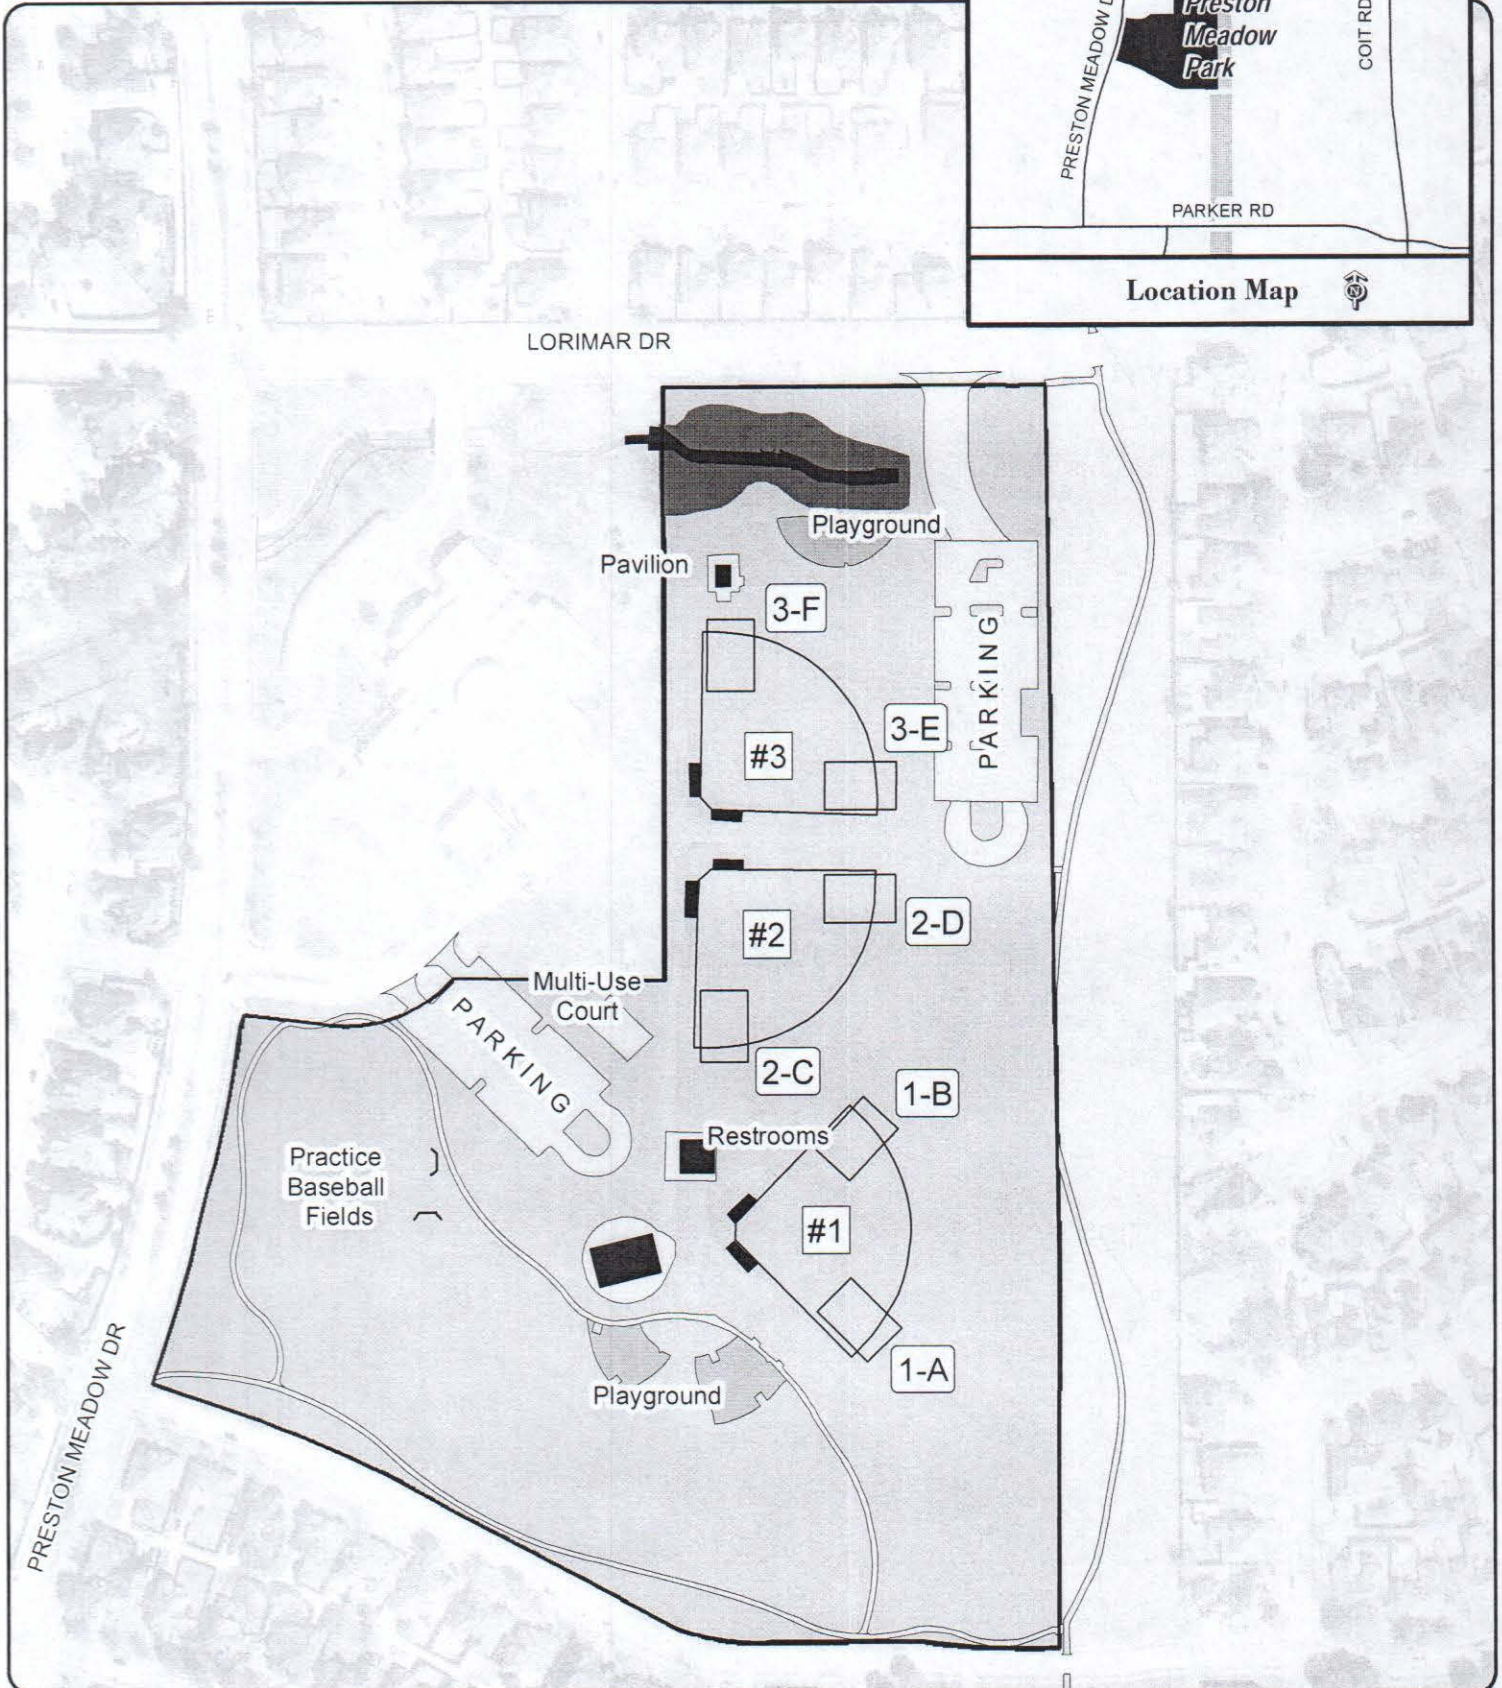 Preston
Meadow
Park
PRESTON MEADOW D
COIT RD
PARKER RD
Location Map
N
LORIMAR DR
Playground
Pavilion
3-F
PARKING
3-E
#3
#2
2-D
Multi-Use
Court
PARKING
2-C
1-B
Restrooms
Practice
Baseball
Fields
#1
1-A
Playground
PRESTON MEADOW DR